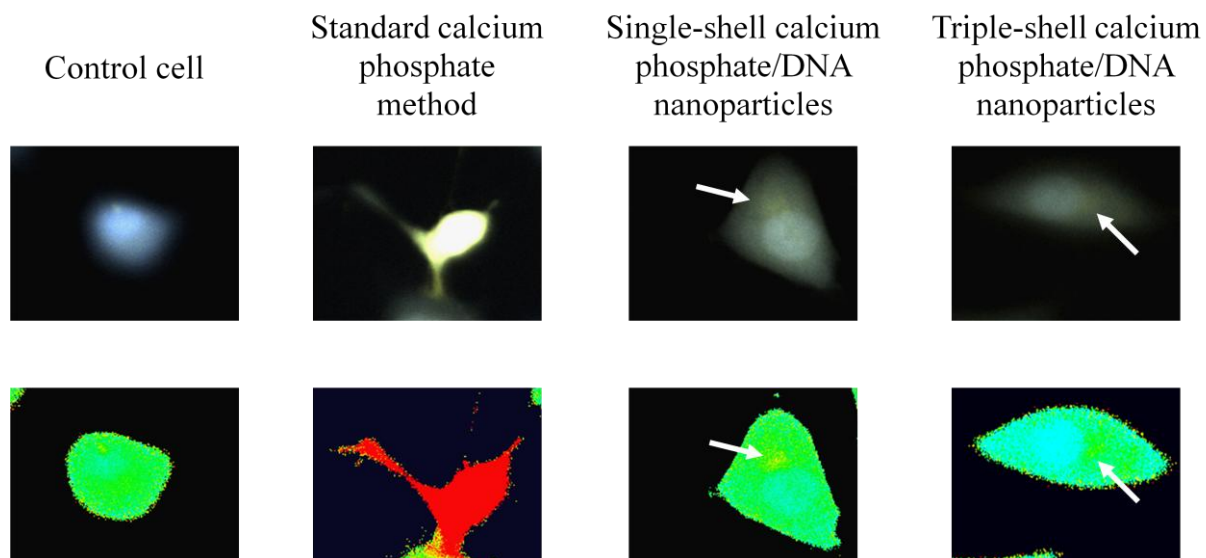 Control cell
Standard calcium
phosphate
method
Single-shell calcium
phosphate/DNA
nanoparticles
Triple-shell calcium
phosphate/DNA
nanoparticles